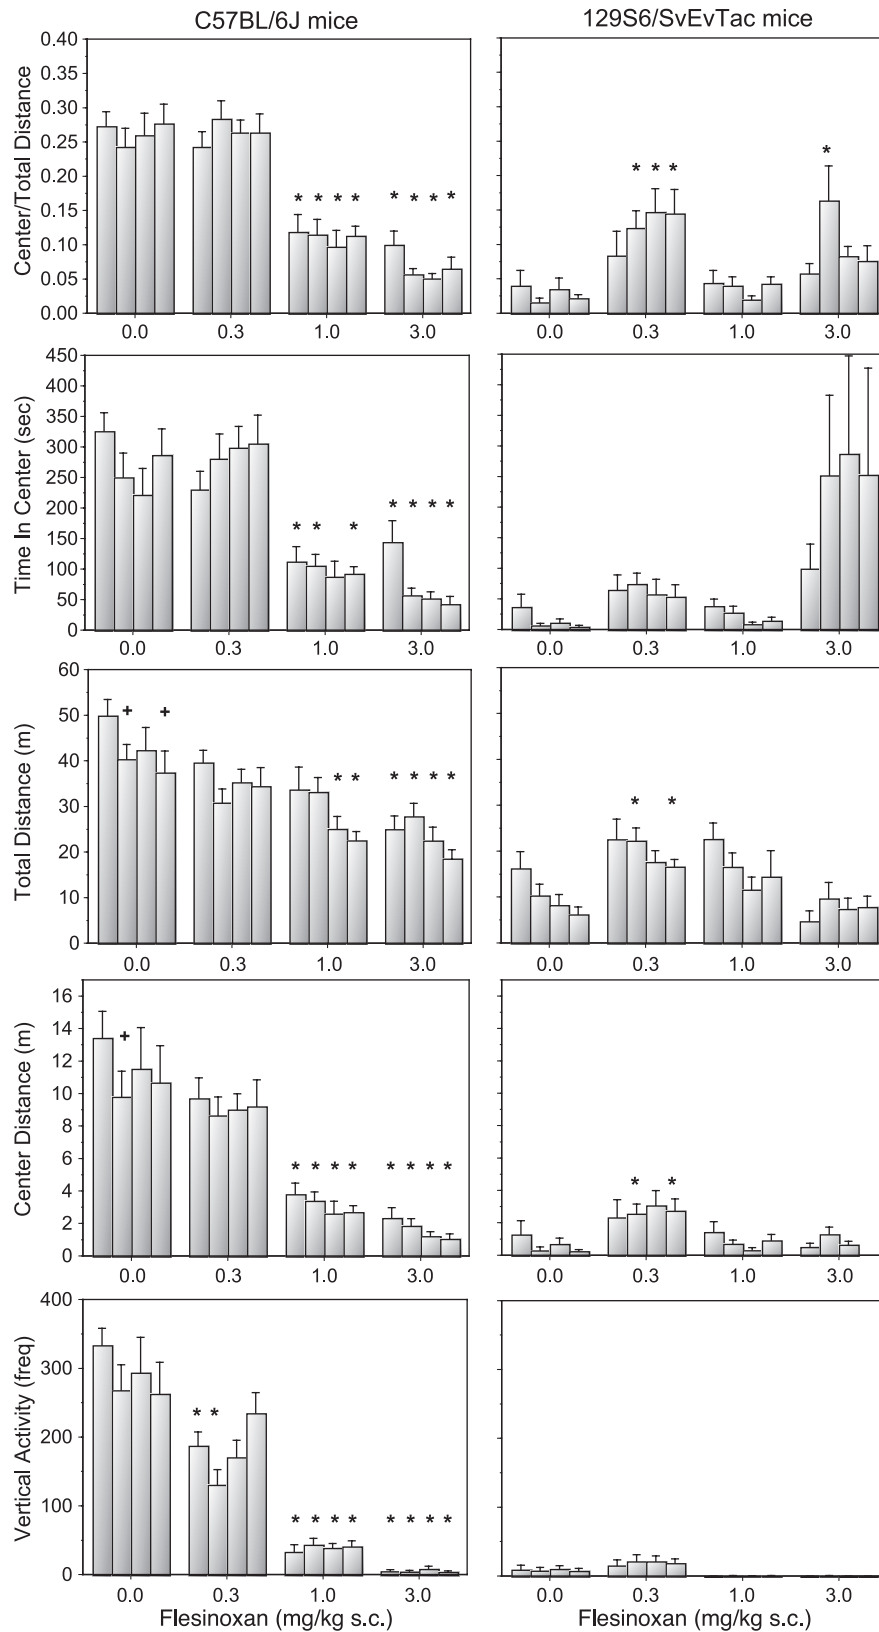 C57BL/6J mice
129S6/SvEvTac mice
Center/Total Distance
0.40
0.35
0.30
0.25
0.20
0.15
0.10
0.05
0.00
* * * *
* * * *
* * *
*
0.0 0.3 1.0 3.0
0.0 0.3 1.0 3.0
Time In Center (sec)
450
400
350
300
250
200
150
100
50
0
* * *
* * * *
0.0 0.3 1.0 3.0
0.0 0.3 1.0 3.0
Total Distance (m)
60
50
40
30
20
10
0
+ +
* *
* * * *
* *
0.0 0.3 1.0 3.0
0.0 0.3 1.0 3.0
Center Distance (m)
16
14
12
10
8
6
4
2
0
+
* * * *
* * * *
* *
0.0 0.3 1.0 3.0
0.0 0.3 1.0 3.0
Vertical Activity (freq)
400
300
200
100
0
* *
* * * *
* * * *
0.0 0.3 1.0 3.0
0.0 0.3 1.0 3.0
Flesinoxan (mg/kg s.c.)
Flesinoxan (mg/kg s.c.)